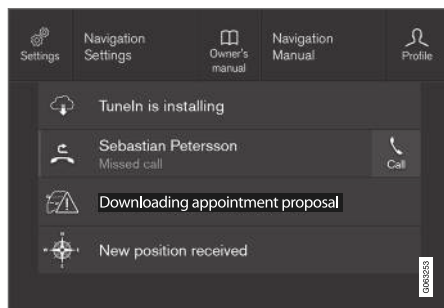 Settings
Navigation
Settings
Owner's
manual
Navigation
Manual
Profile
TuneIn is installing
Sebastian Petersson
Missed call
Call
Downloading appointment proposal
New position received
G063253